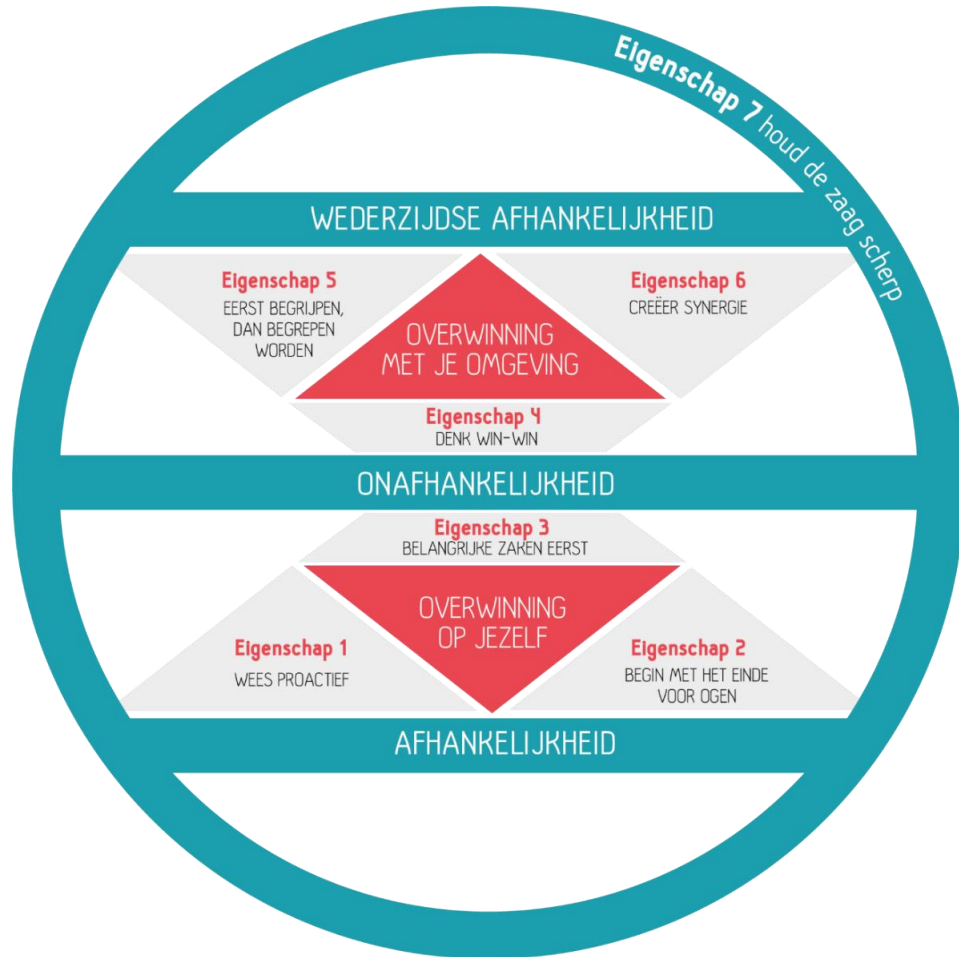 Eigenschap 7 houd de zaag scherp
WEDERZIJDSE AFHANKELIJKHEID
Eigenschap 5
EERST BEGRIJPEN,
DAN BEGREPEN
WORDEN
OVERWINNING
MET JE OMGEVING
Eigenschap 6
CREËER SYNERGIE
Eigenschap 4
DENK WIN-WIN
ONAFHANKELIJKHEID
Eigenschap 3
BELANGRIJKE ZAKEN EERST
OVERWINNING
OP JEZELF
Eigenschap 1
WEES PROACTIEF
Eigenschap 2
BEGIN MET HET EINDE
VOOR OGEN
AFHANKELIJKHEID